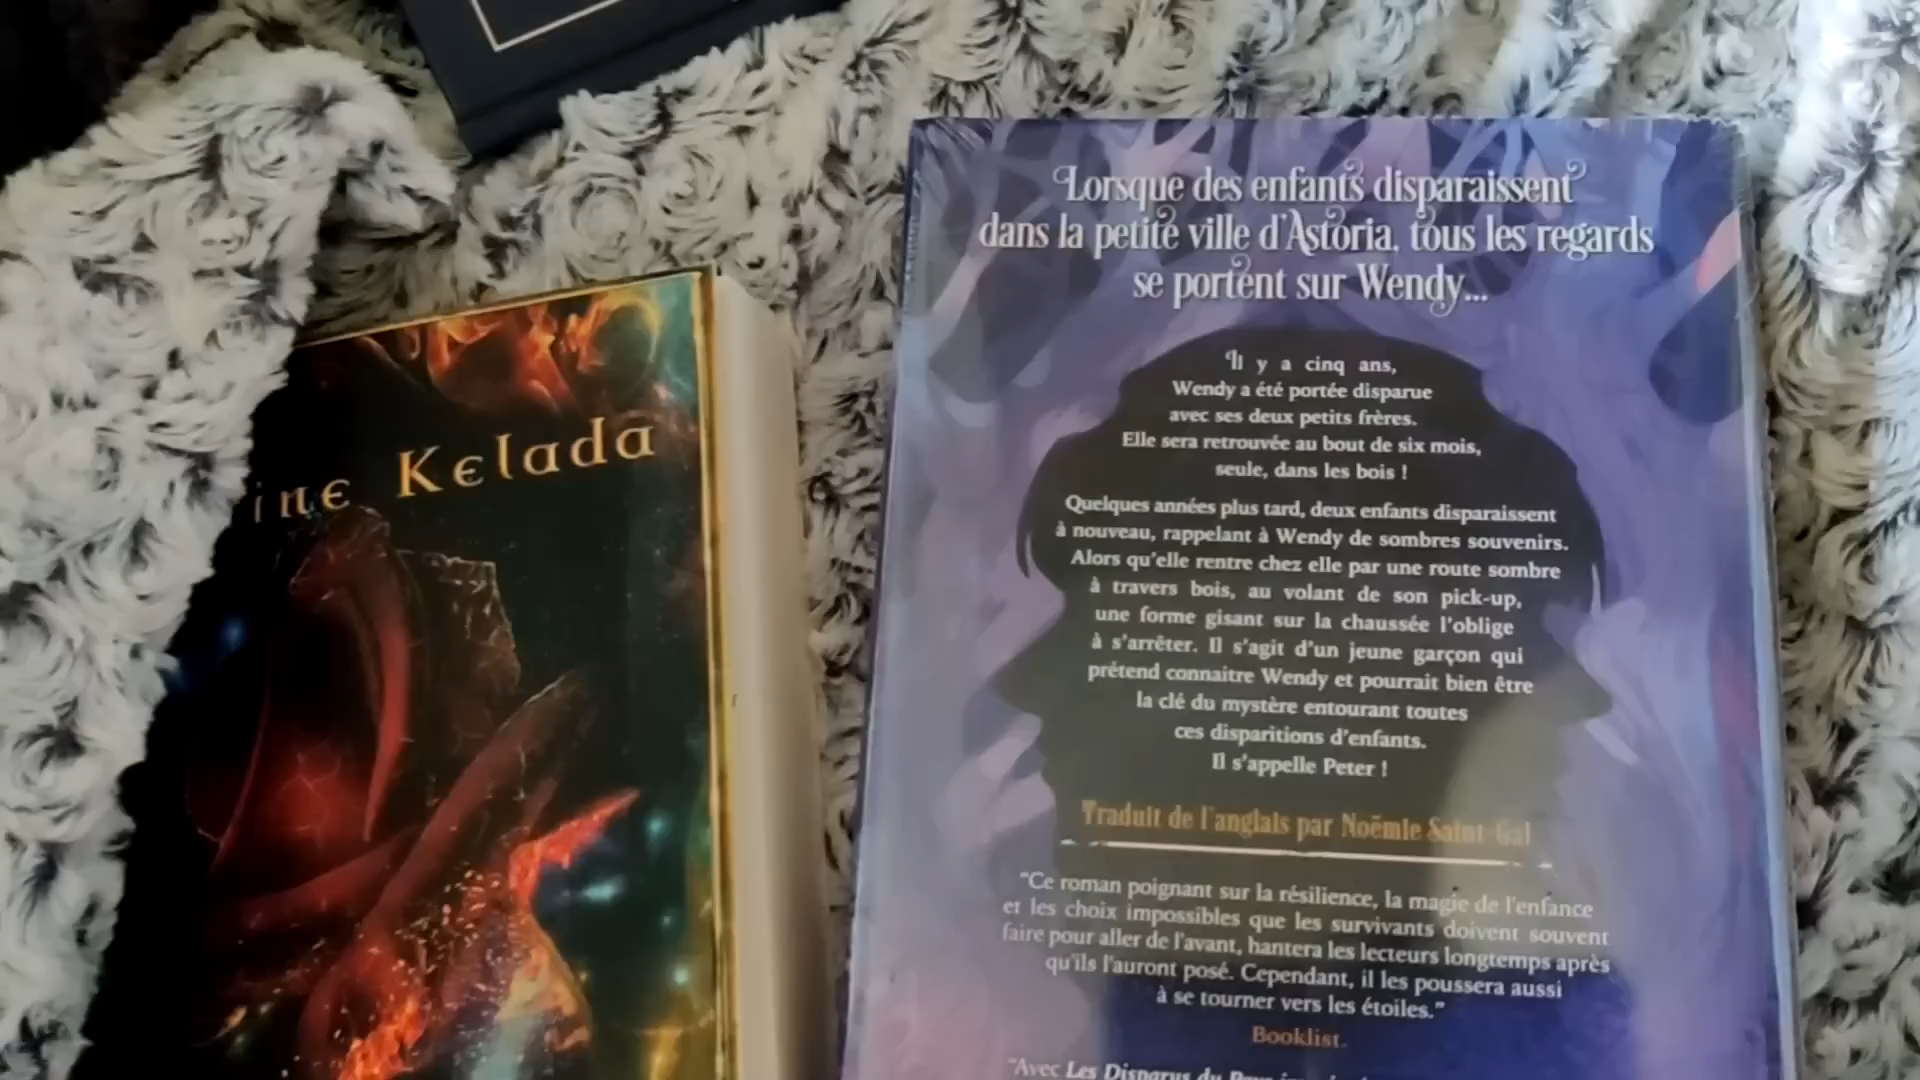 ine Kelada
Lorsque des enfants disparaissent
dans la petite ville d'Astoria, tous les regards
se portent sur Wendy...
Il y a cinq ans,
Wendy a été portée disparue
avec ses deux petits frères.
Elle sera retrouvée au bout de six mois,
seule, dans les bois !
Quelques années plus tard, deux enfants disparaissent
à nouveau, rappelant à Wendy de sombres souvenirs.
Alors qu'elle rentre chez elle par une route sombre
à travers bois, au volant de son pick-up,
une forme gisant sur la chaussée l'oblige
à s'arrêter. Il s'agit d'un jeune garçon qui
prétend connaitre Wendy et pourrait bien être
la clé du mystère entourant toutes
ces disparitions d'enfants.
Il s'appelle Peter !
Traduit de l'anglais par Noëmie Saint-Gal
"Ce roman poignant sur la résilience, la magie de l'enfance
et les choix impossibles que les survivants doivent souvent
faire pour aller de l'avant, hantera les lecteurs longtemps après
qu'ils l'auront posé. Cependant, il les poussera aussi
à se tourner vers les étoiles."
Booklist.
"Avec Les Disparus du